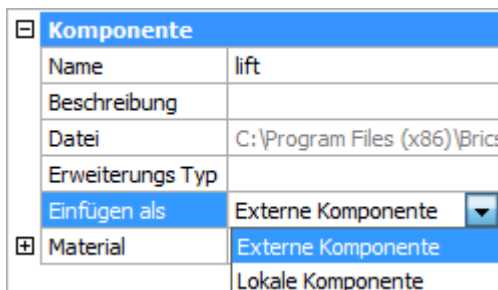 Komponente
Name lift
Beschreibung
Datei C:\Program Files (x86)\Brics
Erweiterungs Typ
Einfügen als Externe Komponente
Material Externe Komponente
Lokale Komponente